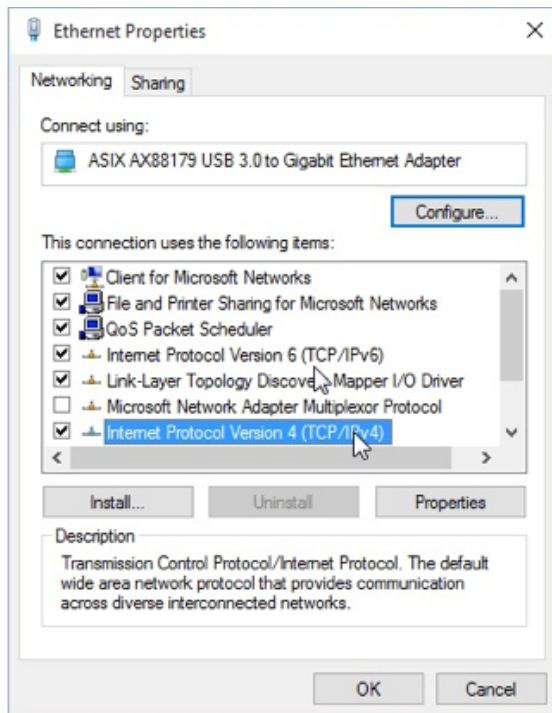 Ethernet Properties
Networking
Sharing
Connect using:
ASIX AX88179 USB 3.0 to Gigabit Ethernet Adapter
Configure...
This connection uses the following items:
Client for Microsoft Networks
File and Printer Sharing for Microsoft Networks
QoS Packet Scheduler
Internet Protocol Version 6 (TCP/IPv6)
Link-Layer Topology Discovery Mapper I/O Driver
Microsoft Network Adapter Multiplexor Protocol
Internet Protocol Version 4 (TCP/IPv4)
Install...
Uninstall
Properties
Description
Transmission Control Protocol/Internet Protocol. The default
wide area network protocol that provides communication
across diverse interconnected networks.
OK
Cancel